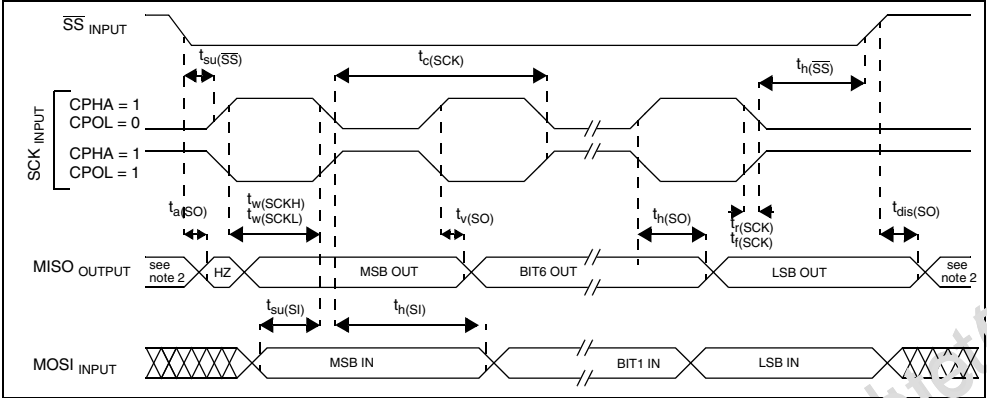 SS INPUT
tsu(SS)
tc(SCK)
th(SS)
SCK INPUT
CPHA = 1
CPOL = 0
CPHA = 1
CPOL = 1
ta(SO)
tw(SCKH)
tw(SCKL)
tv(SO)
th(SO)
tr(SCK)
tf(SCK)
tdis(SO)
MISO OUTPUT
see note 2
HZ
MSB OUT
BIT6 OUT
LSB OUT
see note 2
tsu(SI)
th(SI)
MOSI INPUT
MSB IN
BIT1 IN
LSB IN